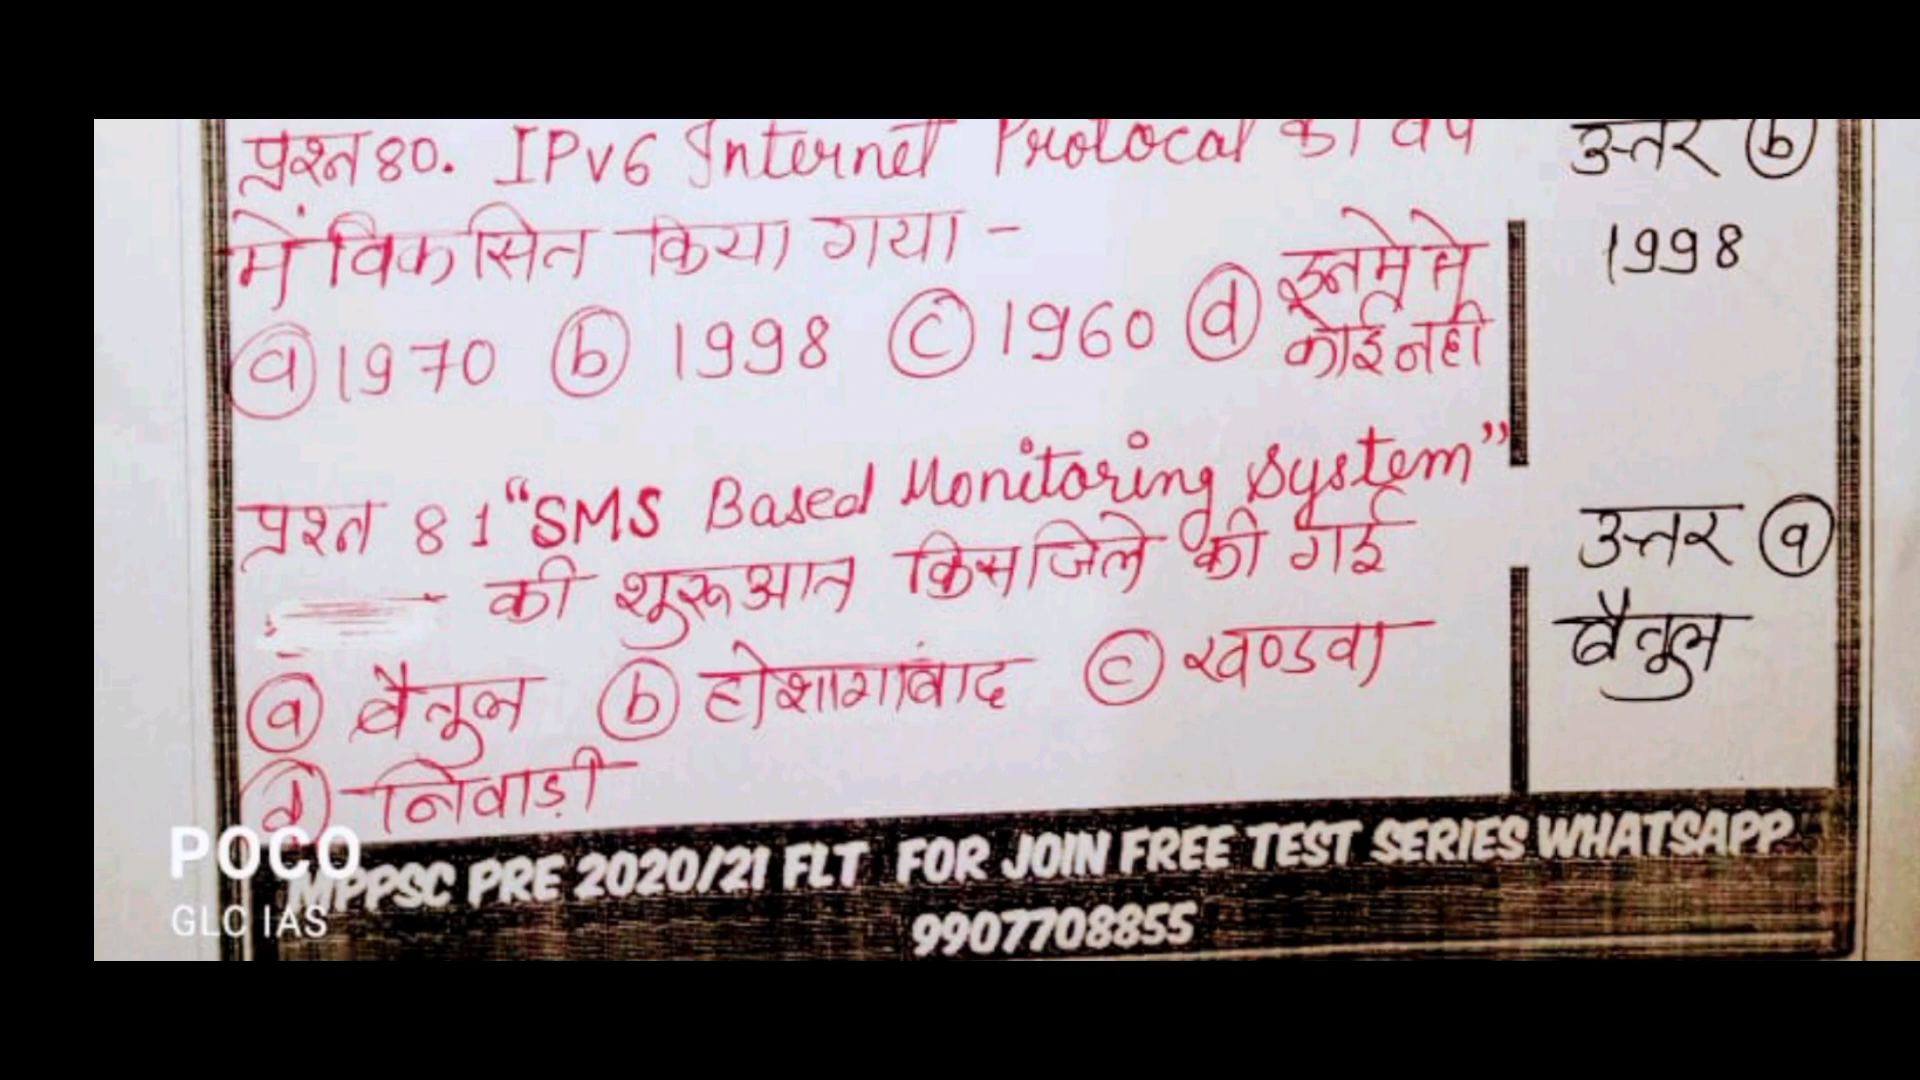 प्रश्न 80. IPv6 Internet Protocal को वर्ष
में विकसित किया गया -
(a) 1970 (b) 1998 (c) 1960 (d) इनमे से कोई नही
उत्तर (b)
1998
प्रश्न 81 “SMS Based Monitoring System”
की शुरूआत किस जिले की गई
(a) बैतूल (b) होशागांबाद (c) खण्डवा
(d) निवाड़ी
उत्तर (a)
बैतूल
MPPSC PRE 2020/21 FLT FOR JOIN FREE TEST SERIES WHATSAPP
9907708855
POCO
GLC IAS